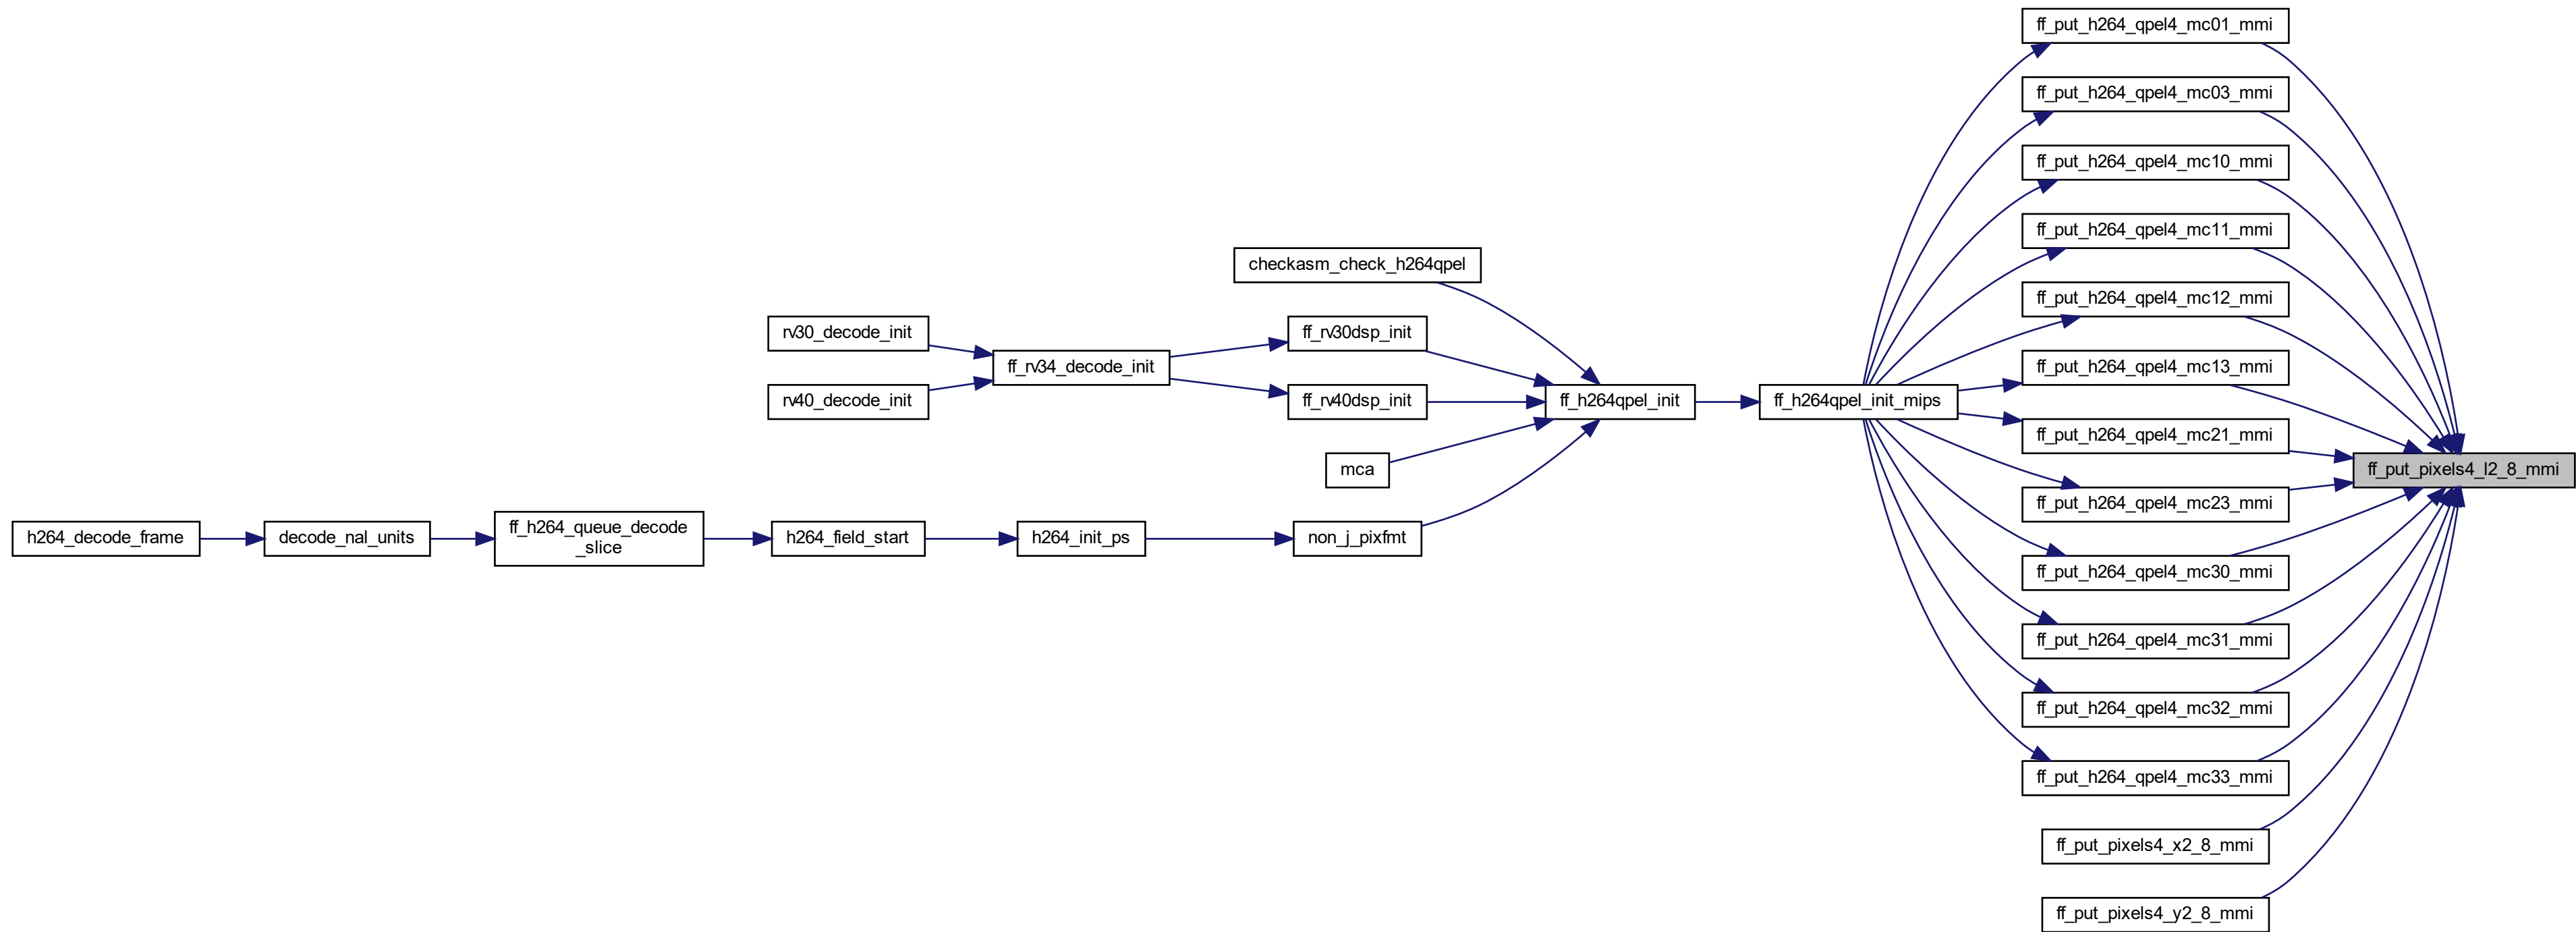 ff_put_h264_qpel4_mc01_mmi
ff_put_h264_qpel4_mc03_mmi
ff_put_h264_qpel4_mc10_mmi
ff_put_h264_qpel4_mc11_mmi
checkasm_check_h264qpel
ff_put_h264_qpel4_mc12_mmi
rv30_decode_init
ff_rv30dsp_init
ff_rv34_decode_init
ff_put_h264_qpel4_mc13_mmi
rv40_decode_init
ff_rv40dsp_init
ff_h264qpel_init
ff_h264qpel_init_mips
ff_put_h264_qpel4_mc21_mmi
mca
ff_put_pixels4_l2_8_mmi
ff_put_h264_qpel4_mc23_mmi
h264_decode_frame
decode_nal_units
ff_h264_queue_decode
_slice
h264_field_start
h264_init_ps
non_j_pixfmt
ff_put_h264_qpel4_mc30_mmi
ff_put_h264_qpel4_mc31_mmi
ff_put_h264_qpel4_mc32_mmi
ff_put_h264_qpel4_mc33_mmi
ff_put_pixels4_x2_8_mmi
ff_put_pixels4_y2_8_mmi